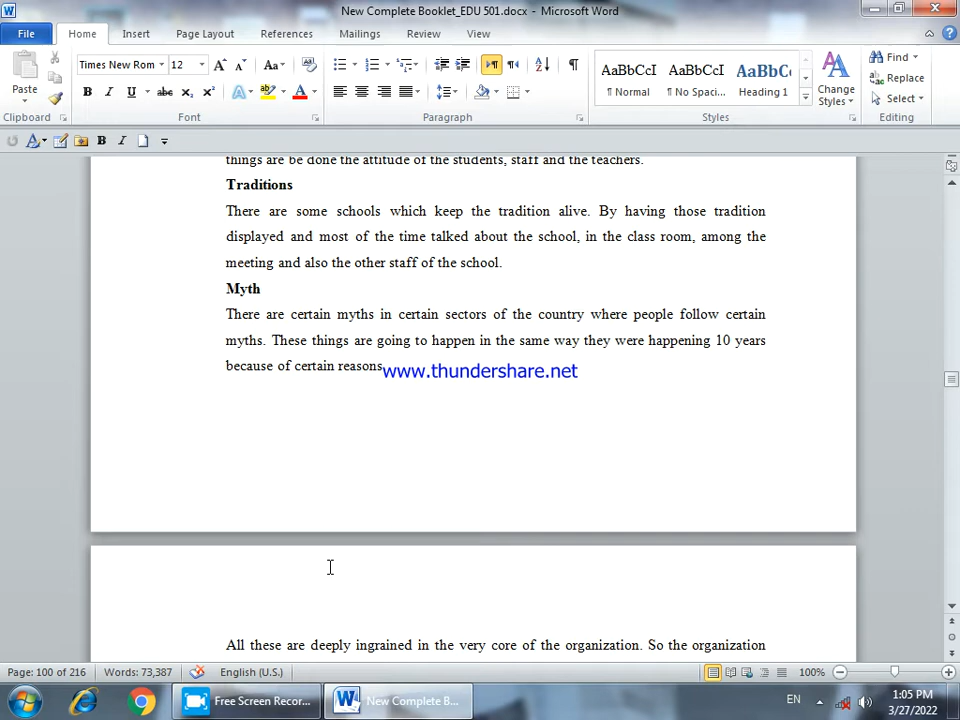 New Complete Booklet_EDU 501.docx - Microsoft Word
File Home Insert Page Layout References Mailings Review View
Paste
Times New Rom 12 Aa
B I U abc x₂ x² A ab A
AaBbCcI AaBbCcI AaBbCc
¶ Normal ¶ No Spaci... Heading 1
Change Styles
Find
Replace
Select
Clipboard Font Paragraph Styles Editing
things are be done the attitude of the students, staff and the teachers.
Traditions
There are some schools which keep the tradition alive. By having those tradition
displayed and most of the time talked about the school, in the class room, among the
meeting and also the other staff of the school.
Myth
There are certain myths in certain sectors of the country where people follow certain
myths. These things are going to happen in the same way they were happening 10 years
because of certain reasons
www.thundershare.net
All these are deeply ingrained in the very core of the organization. So the organization
Page: 100 of 216 Words: 73,387 English (U.S.) 100%
Free Screen Recor... New Complete B... EN 1:05 PM
3/27/2022